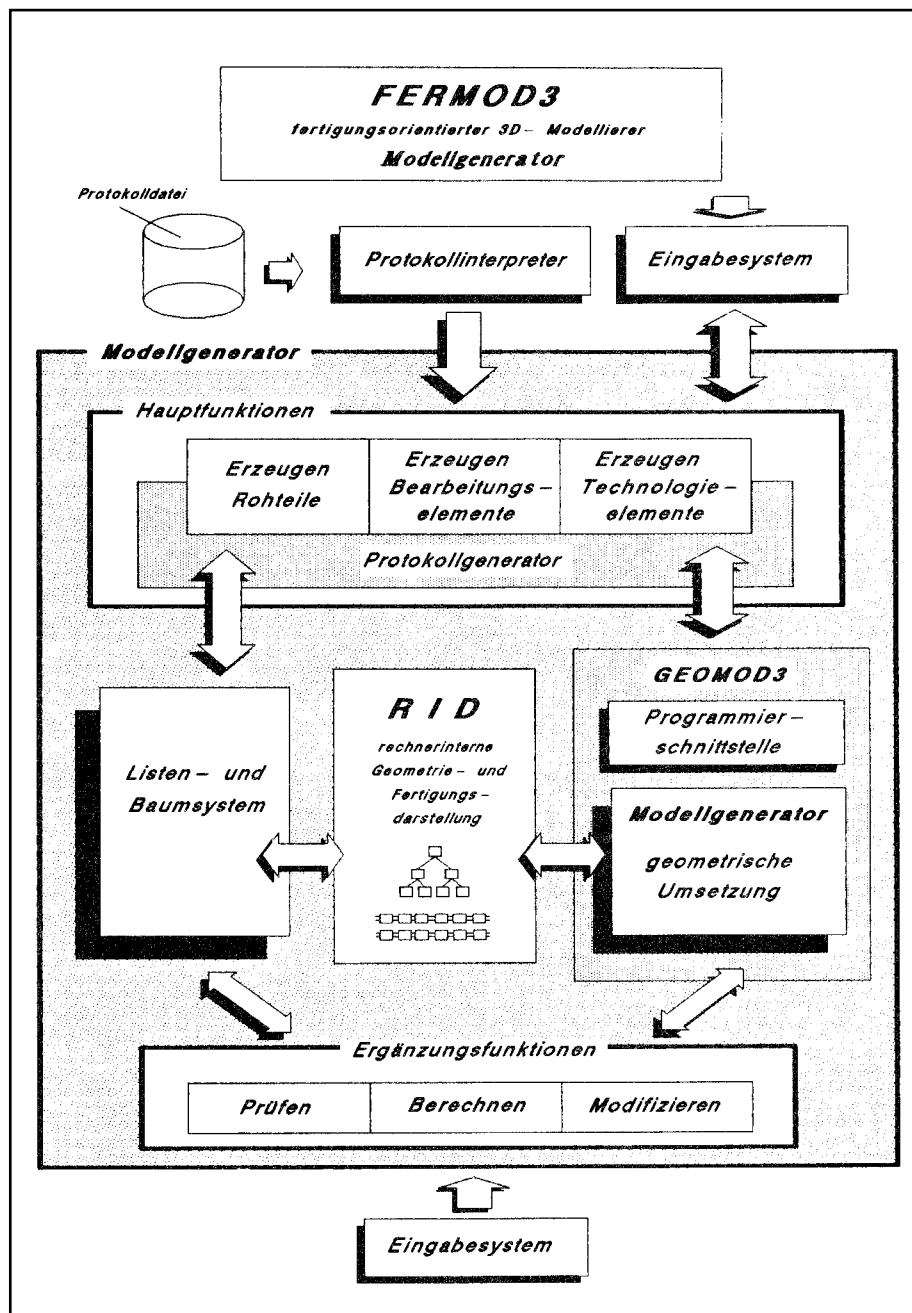 FERMOD3
fertigungsorientierter 3D- Modellierer
Modellgenerator
Protokolldatei
Protokollinterpreter
Eingabesystem
Modellgenerator
Hauptfunktionen
Erzeugen
Rohteile
Erzeugen
Bearbeitungs-
elemente
Erzeugen
Technologie-
elemente
Protokollgenerator
Listen- und
Baumsystem
RID
rechnerinterne
Geometrie- und
Fertigungs-
darstellung
GEOMOD3
Programmier-
schnittstelle
Modellgenerator
geometrische
Umsetzung
Ergänzungsfunktionen
Prüfen
Berechnen
Modifizieren
Eingabesystem